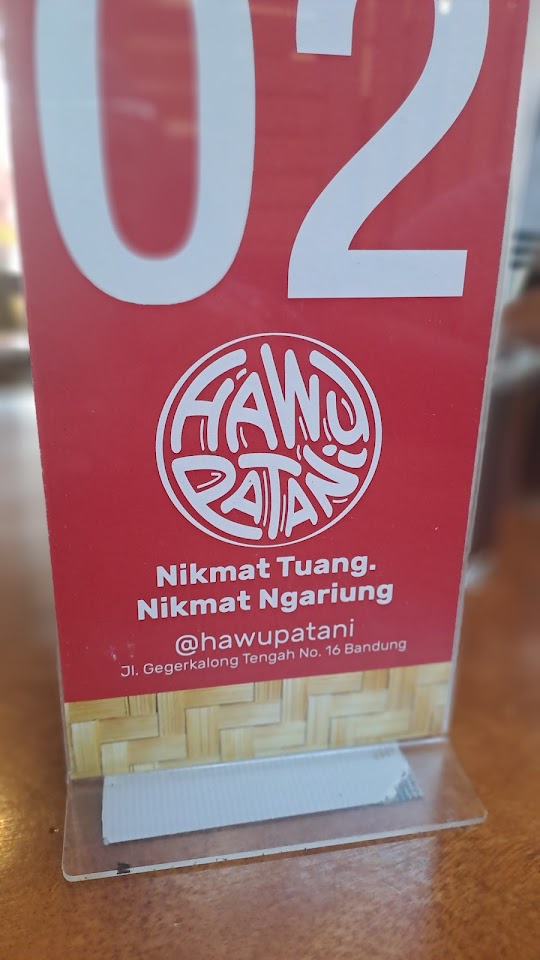 02
HAWU
PATANI
Nikmat Tuang.
Nikmat Ngariung
@hawupatani
Jl. Gegerkalong Tengah No. 16 Bandung